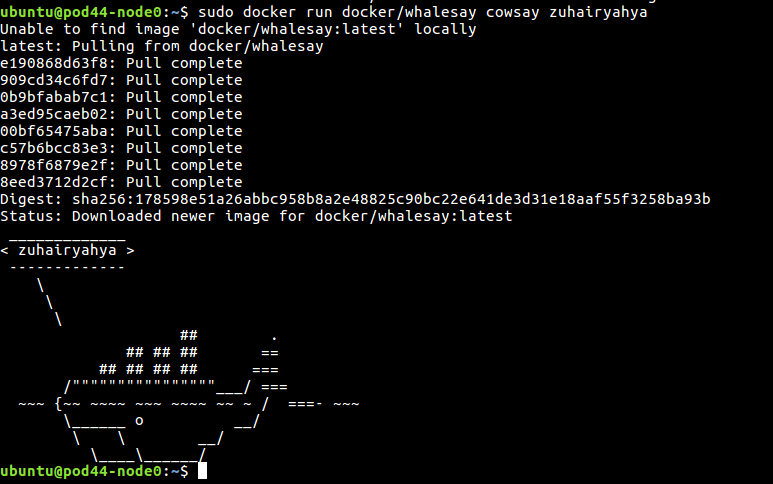 ubuntu@pod44-node0:~$ sudo docker run docker/whalesay cowsay zuhairyahya
Unable to find image 'docker/whalesay:latest' locally
latest: Pulling from docker/whalesay
e190868d63f8: Pull complete
909cd34c6fd7: Pull complete
0b9bfabab7c1: Pull complete
a3ed95caeb02: Pull complete
00bf65475aba: Pull complete
c57b6bcc83e3: Pull complete
8978f6879e2f: Pull complete
8eed3712d2cf: Pull complete
Digest: sha256:178598e51a26abbc958b8a2e48825c90bc22e641de3d31e18aaf55f3258ba93b
Status: Downloaded newer image for docker/whalesay:latest
 _____________
< zuhairyahya >
 -------------
    \
     \
      \
                    ##        .
              ## ## ##       ==
           ## ## ## ##      ===
       /""""""""""""""""___/ ===
  ~~~ {~~ ~~~~ ~~~ ~~~~ ~~ ~ /  ===- ~~~
       \______ o          __/
        \    \        __/
          \____\______/
ubuntu@pod44-node0:~$